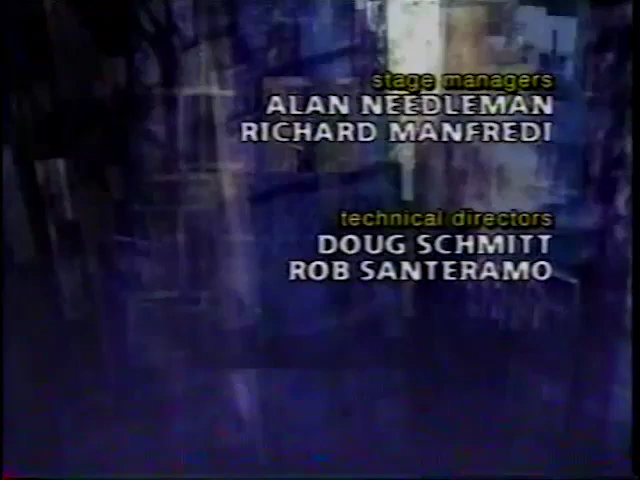 stage managers
ALAN NEEDLEMAN
RICHARD MANFREDI
technical directors
DOUG SCHMITT
ROB SANTERAMO